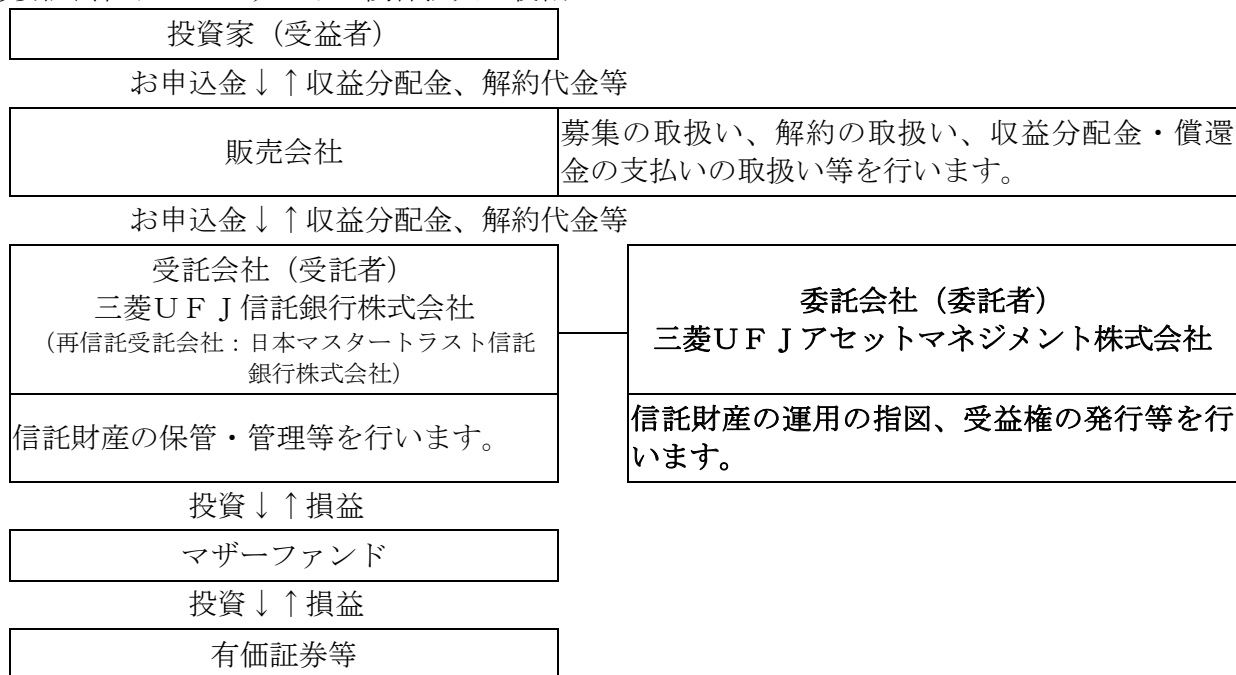 投資家（受益者）
お申込金↓↑収益分配金、解約代金等
販売会社
募集の取扱い、解約の取扱い、収益分配金・償還
金の支払いの取扱い等を行います。
お申込金↓↑収益分配金、解約代金等
受託会社（受託者）
三菱ＵＦＪ信託銀行株式会社
（再信託受託会社：日本マスタートラスト信託
銀行株式会社）
委託会社（委託者）
三菱ＵＦＪアセットマネジメント株式会社
信託財産の保管・管理等を行います。
信託財産の運用の指図、受益権の発行等を行
います。
投資↓↑損益
マザーファンド
投資↓↑損益
有価証券等